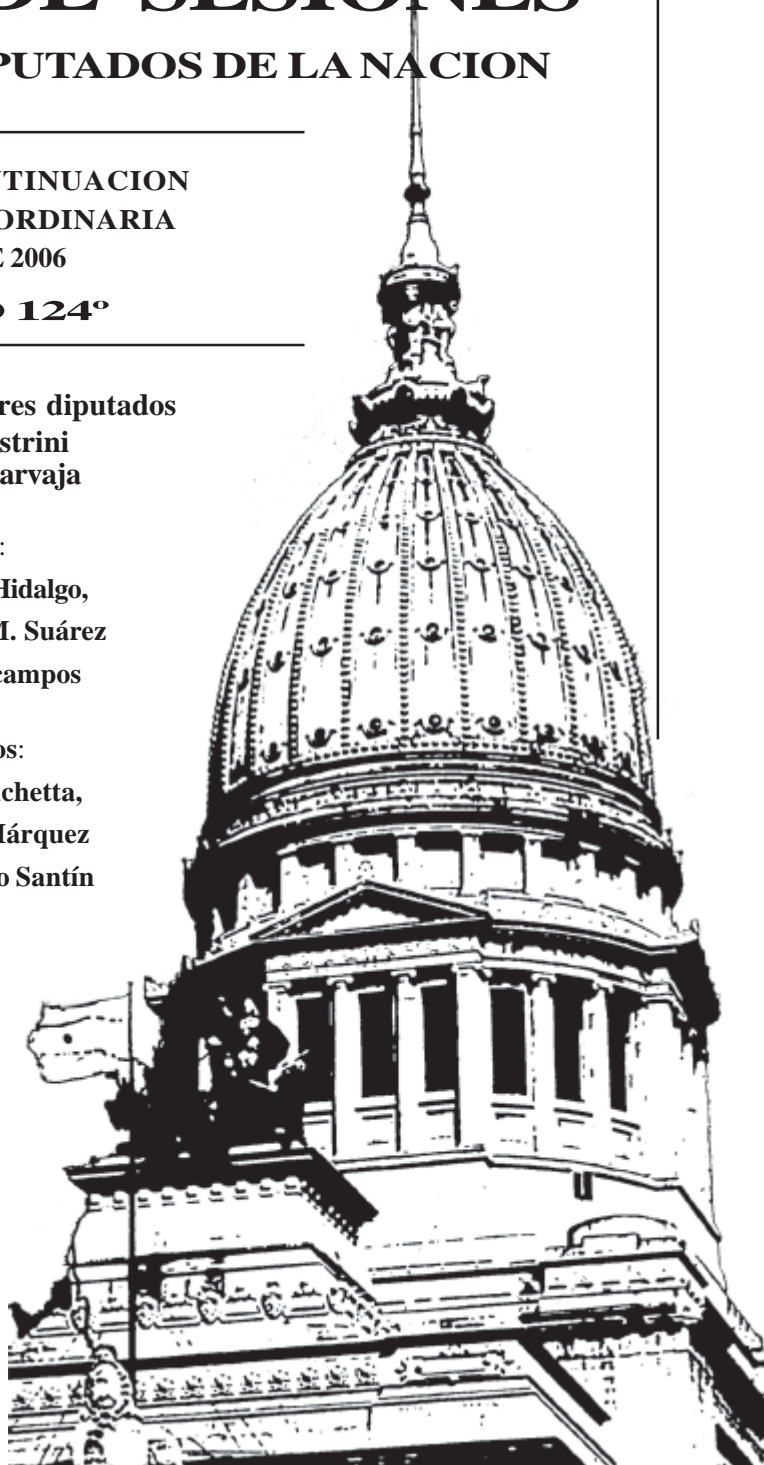 DE SESIONES
PUTADOS DE LA NACION
NTINUACION
ORDINARIA
E 2006
O 124º
res diputados
strini
arvaja
:
Hidalgo,
M. Suárez
campos
os:
chetta,
Márquez
o Santín